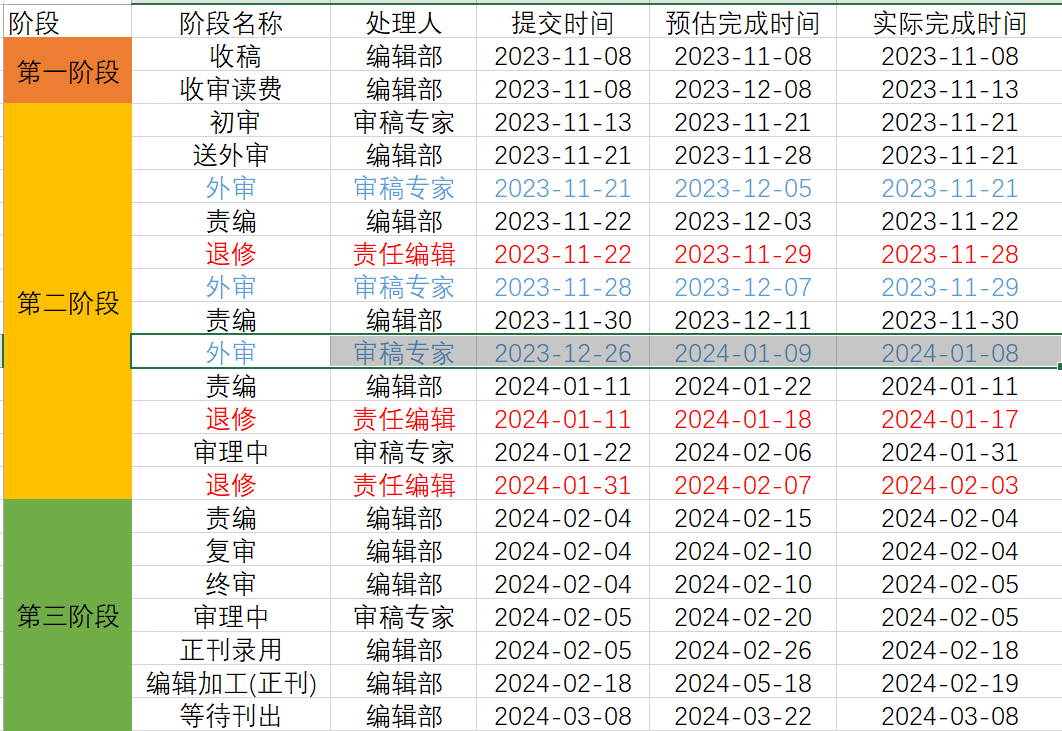 阶段 阶段名称 处理人 提交时间 预估完成时间 实际完成时间
第一阶段 收稿 编辑部 2023-11-08 2023-11-08 2023-11-08
收审读费 编辑部 2023-11-08 2023-12-08 2023-11-13
初审 审稿专家 2023-11-13 2023-11-21 2023-11-21
送外审 编辑部 2023-11-21 2023-11-28 2023-11-21
外审 审稿专家 2023-11-21 2023-12-05 2023-11-21
责编 编辑部 2023-11-22 2023-12-03 2023-11-22
退修 责任编辑 2023-11-22 2023-11-29 2023-11-28
第二阶段 外审 审稿专家 2023-11-28 2023-12-07 2023-11-29
责编 编辑部 2023-11-30 2023-12-11 2023-11-30
外审 审稿专家 2023-12-26 2024-01-09 2024-01-08
责编 编辑部 2024-01-11 2024-01-22 2024-01-11
退修 责任编辑 2024-01-11 2024-01-18 2024-01-17
审理中 审稿专家 2024-01-22 2024-02-06 2024-01-31
退修 责任编辑 2024-01-31 2024-02-07 2024-02-03
责编 编辑部 2024-02-04 2024-02-15 2024-02-04
复审 编辑部 2024-02-04 2024-02-10 2024-02-04
终审 编辑部 2024-02-04 2024-02-10 2024-02-05
第三阶段 审理中 审稿专家 2024-02-05 2024-02-20 2024-02-05
正刊录用 编辑部 2024-02-05 2024-02-26 2024-02-18
编辑加工(正刊) 编辑部 2024-02-18 2024-05-18 2024-02-19
等待刊出 编辑部 2024-03-08 2024-03-22 2024-03-08